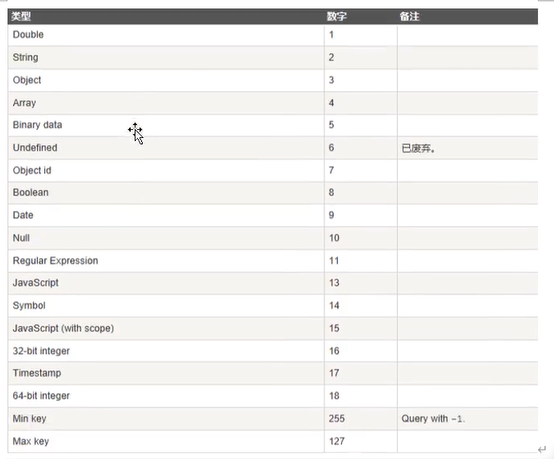 类型 数字 备注
Double 1
String 2
Object 3
Array 4
Binary data 5
Undefined 6 已废弃。
Object id 7
Boolean 8
Date 9
Null 10
Regular Expression 11
JavaScript 13
Symbol 14
JavaScript (with scope) 15
32-bit integer 16
Timestamp 17
64-bit integer 18
Min key 255 Query with -1.
Max key 127